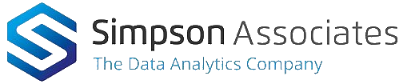 Simpson Associates
The Data Analytics Company